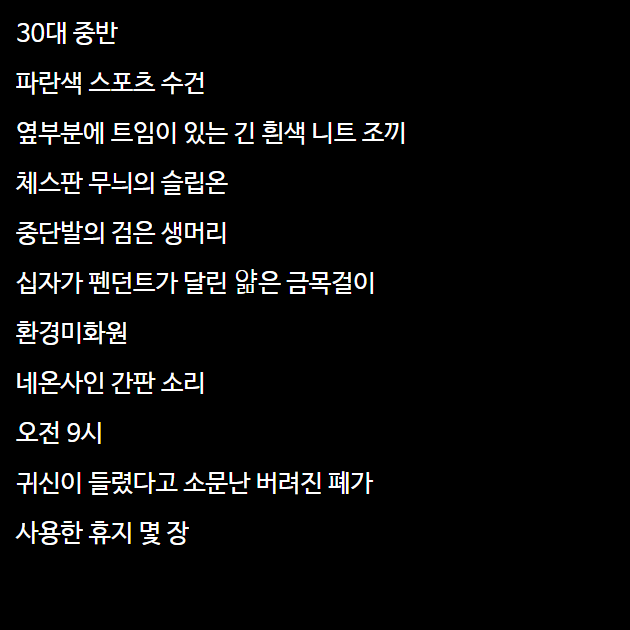 30대 중반
파란색 스포츠 수건
옆부분에 트임이 있는 긴 흰색 니트 조끼
체스판 무늬의 슬립온
중단발의 검은 생머리
십자가 펜던트가 달린 얇은 금목걸이
환경미화원
네온사인 간판 소리
오전 9시
귀신이 들렸다고 소문난 버려진 폐가
사용한 휴지 몇 장